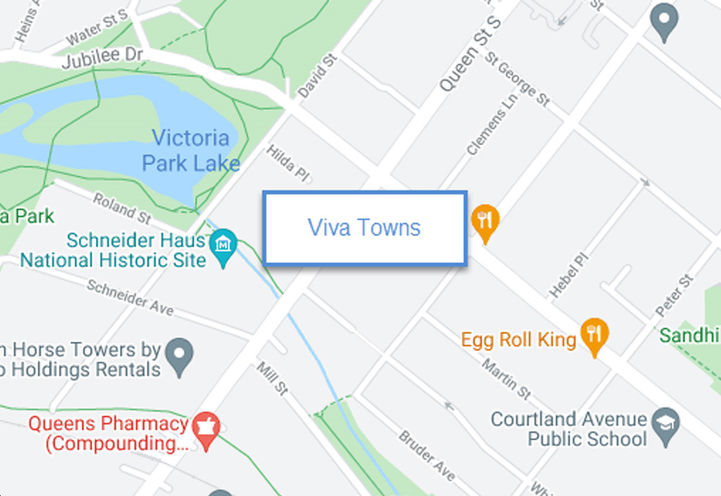 Heins A
Water St S
Jubilee Dr
David St
Queen St S
St George St
Clemens Ln
Victoria
Park Lake
Hilda Pl
a Park
Roland St
Viva Towns
Schneider Haus
National Historic Site
Schneider Ave
Hebel Pl
Peter St
Egg Roll King
Sandhi
n Horse Towers by
o Holdings Rentals
Mill St
Martin St
Queens Pharmacy
(Compounding...
Courtland Avenue
Public School
Bruder Ave
Wh